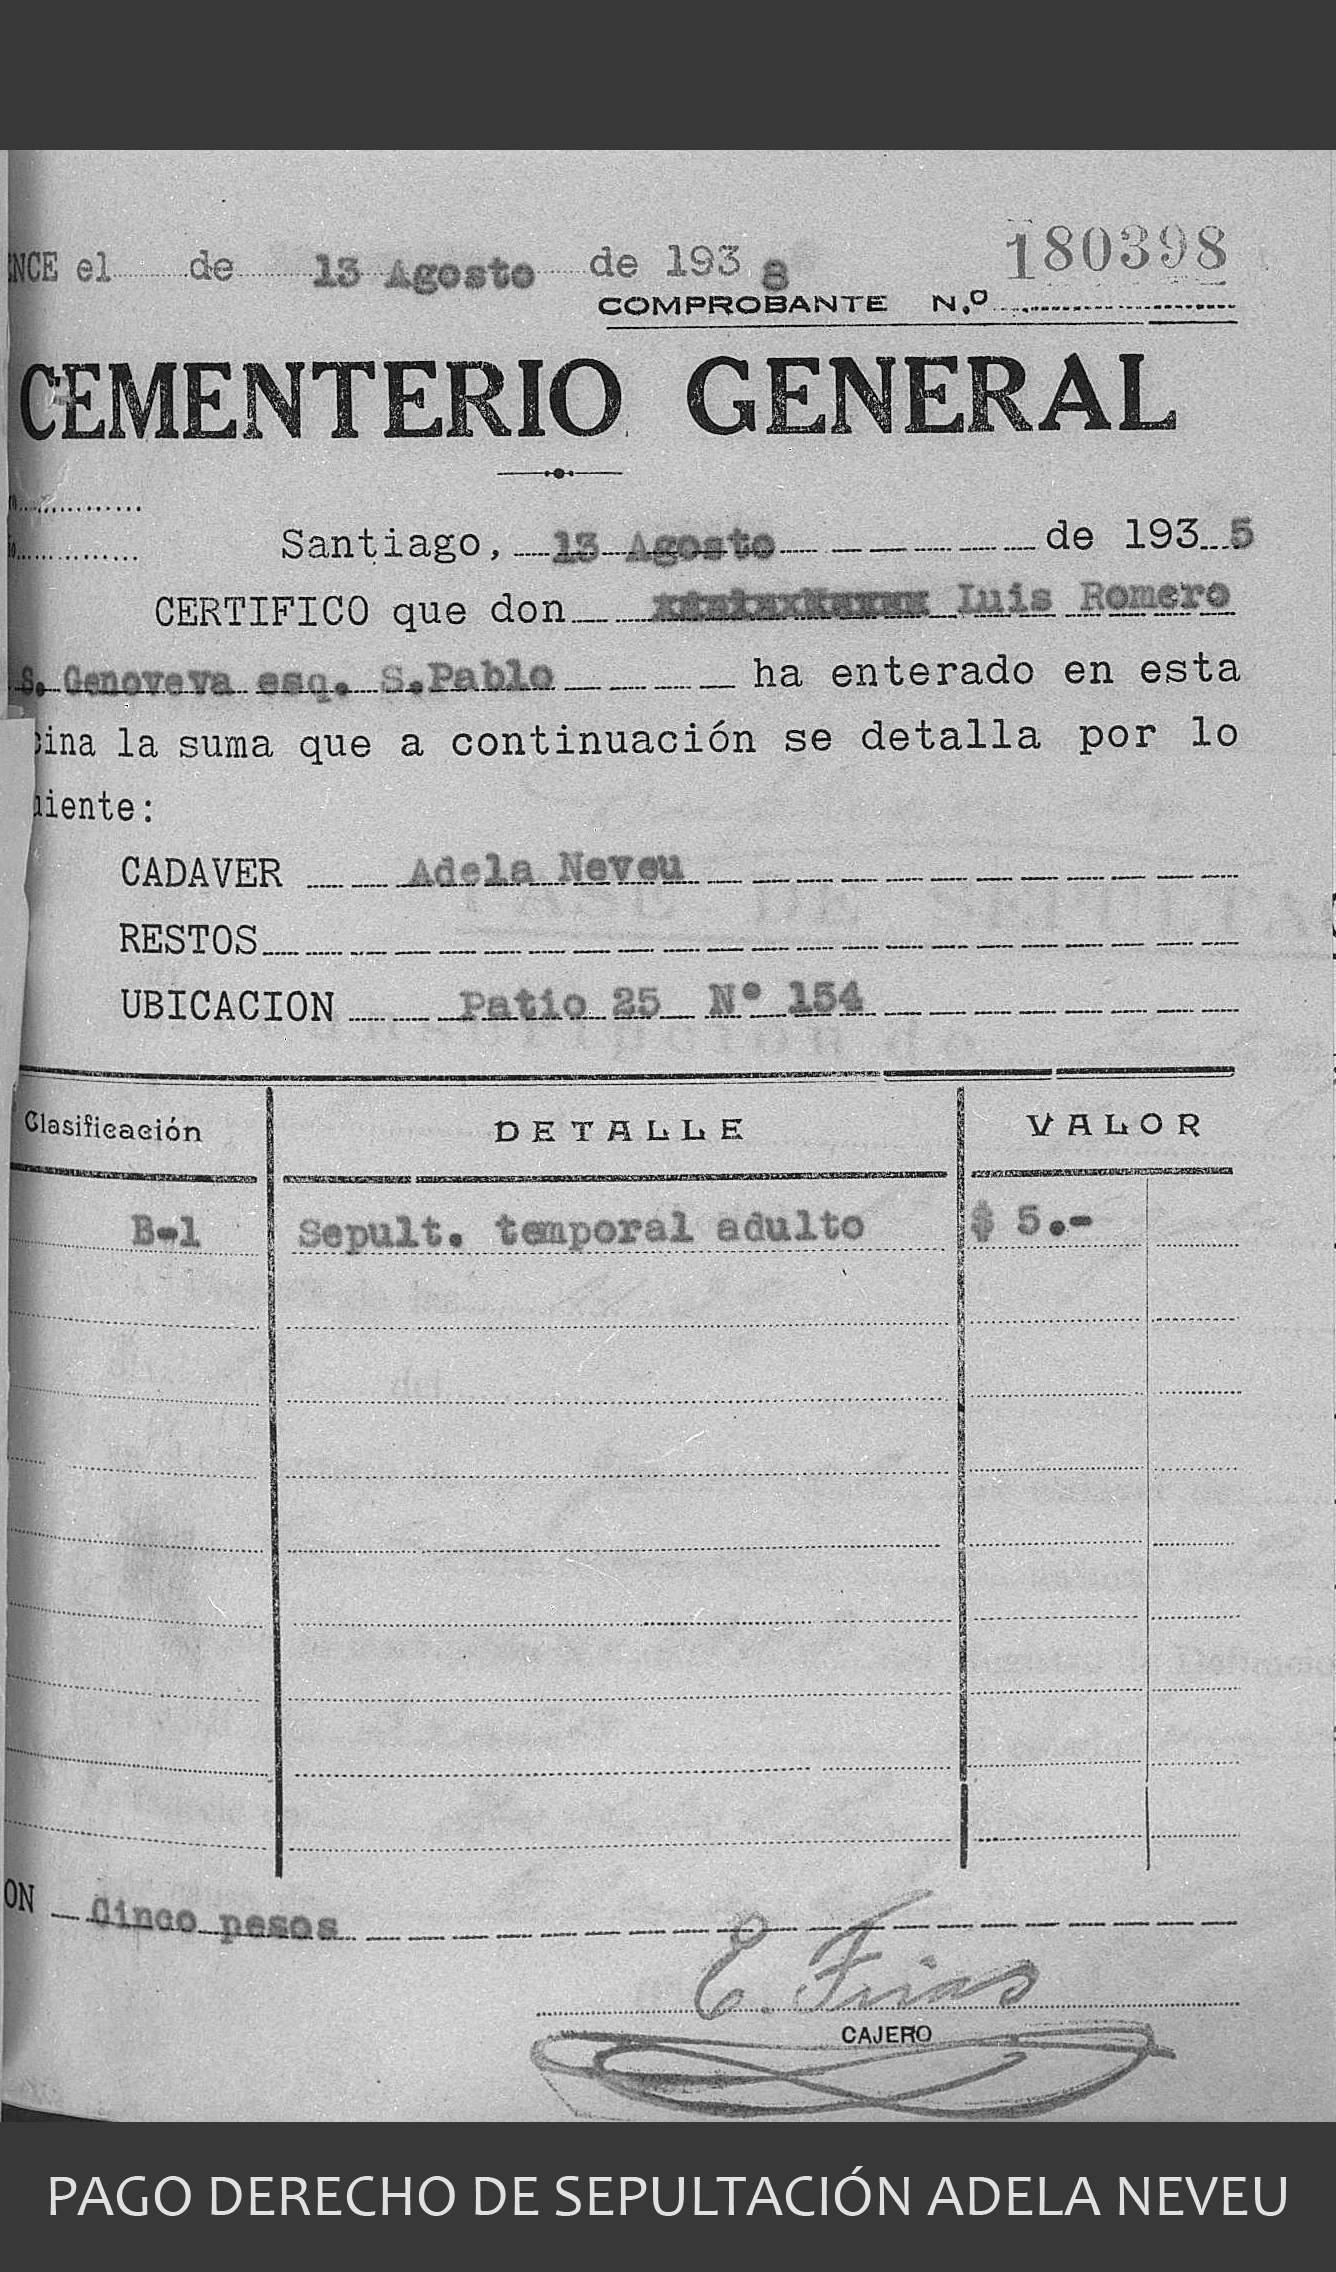 NCE el de 13 Agosto de 193 8
180398
COMPROBANTE N.º
CEMENTERIO GENERAL
Santiago, 13 Agosto de 193 5
CERTIFICO que don Luis Romero
S. Genoveva esq. S.Pablo ha enterado en esta
cina la suma que a continuación se detalla por lo
uiente:
CADAVER Adela Neveu
RESTOS
UBICACION Patio 25 Nº 154
Clasificación DETALLE VALOR
B-1 Sepult. temporal adulto $ 5.-
ON Cinco pesos
E. Frias
CAJERO
PAGO DERECHO DE SEPULTACIÓN ADELA NEVEU